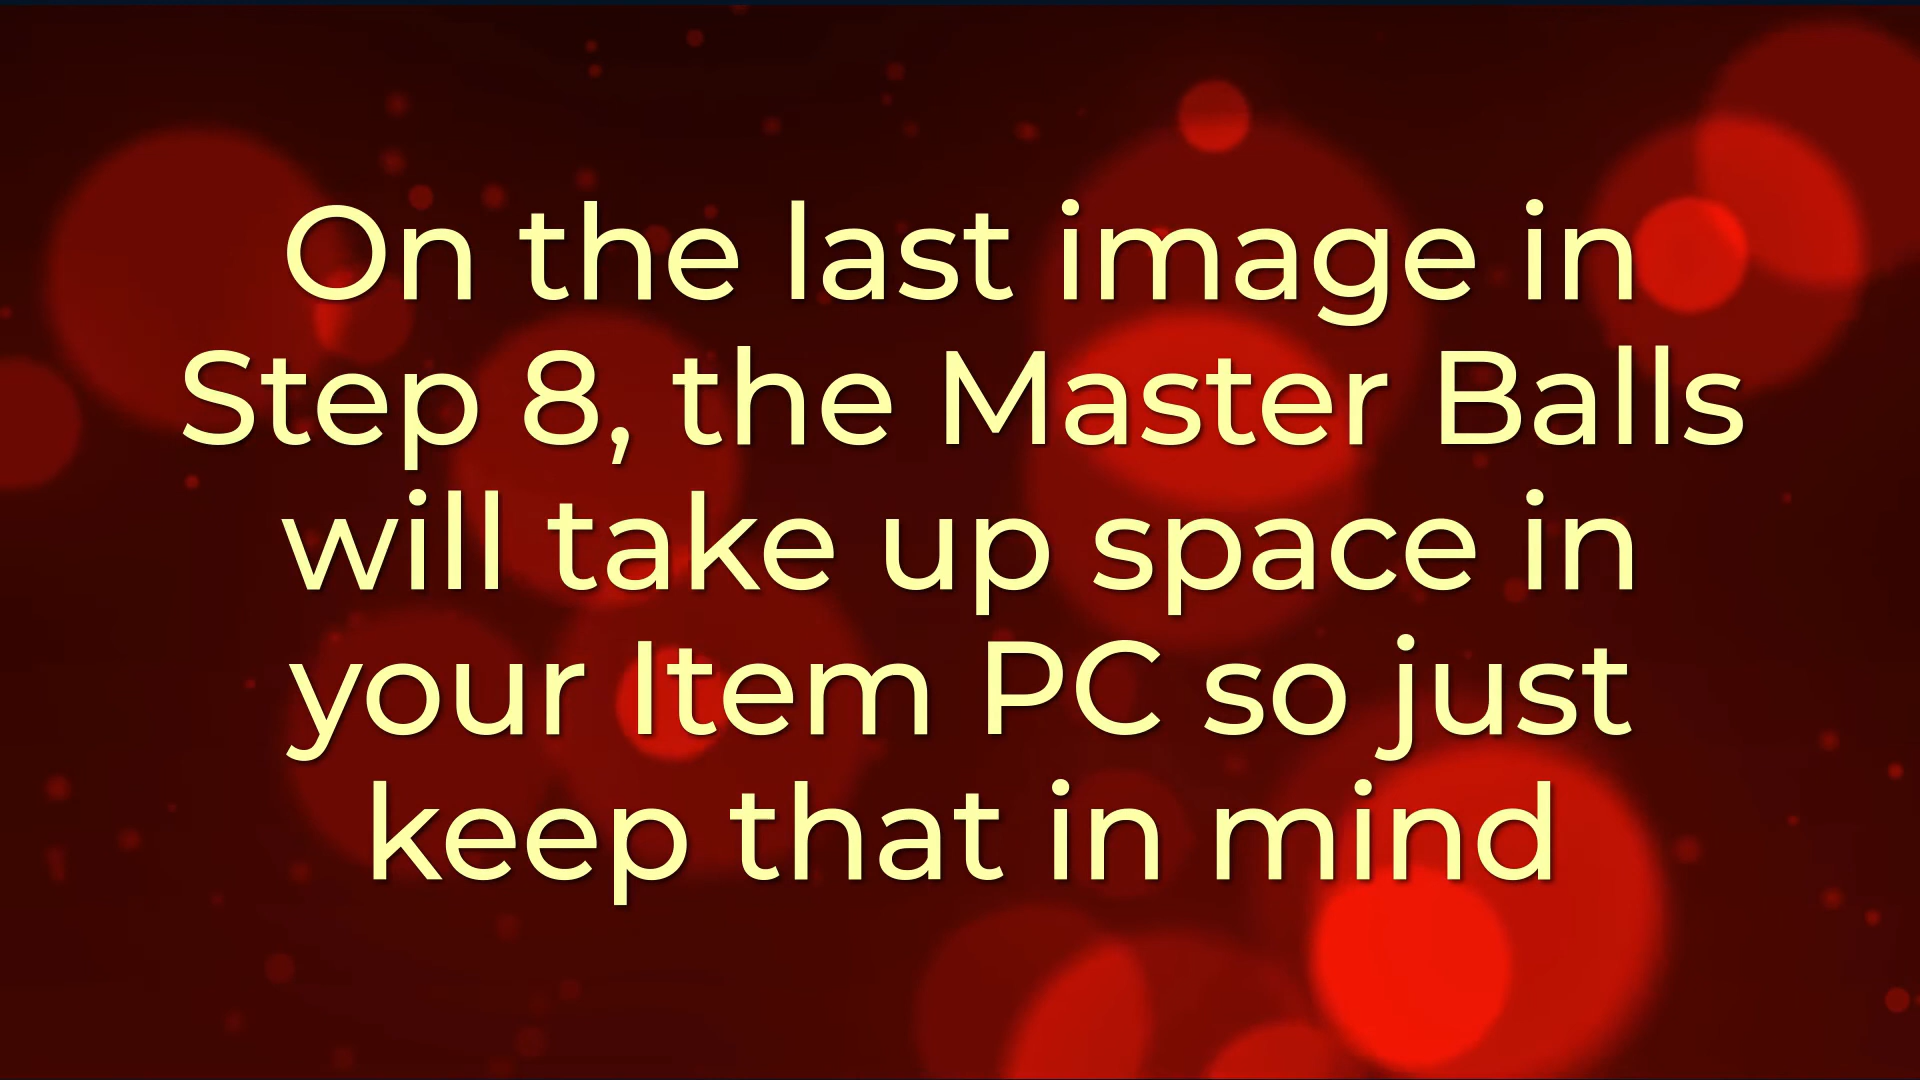 On the last image in
Step 8, the Master Balls
will take up space in
your Item PC so just
keep that in mind